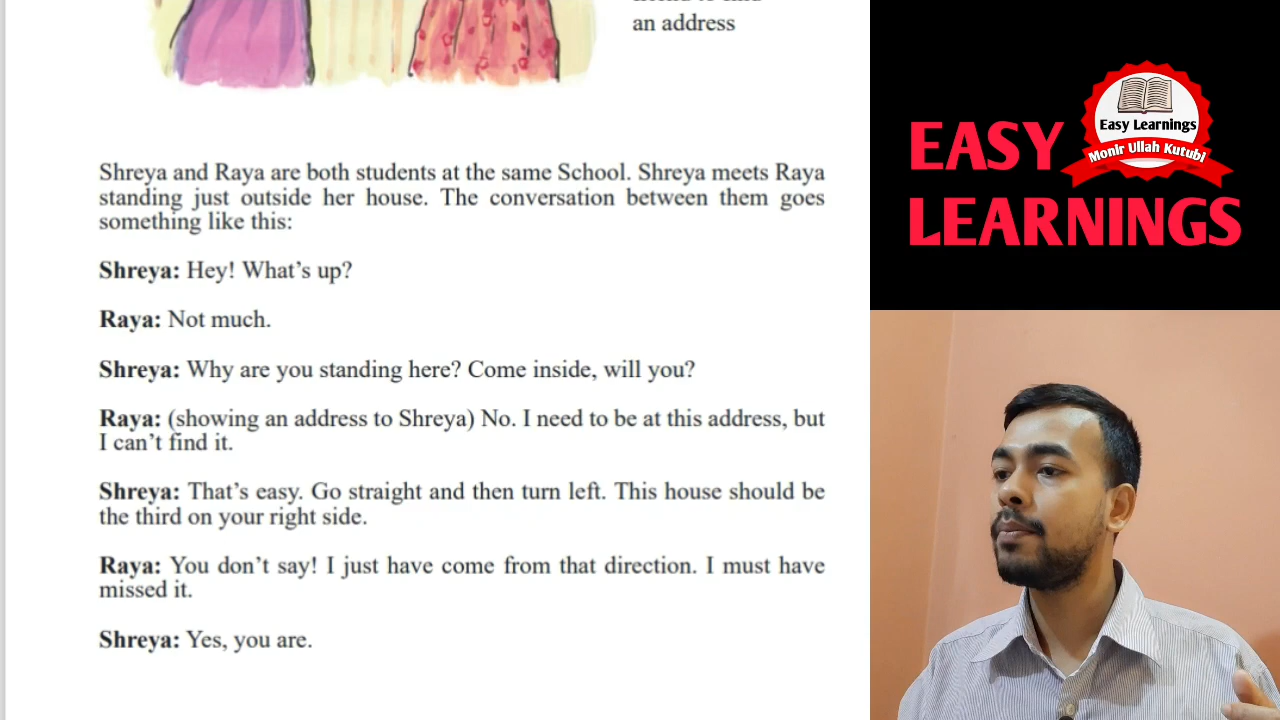 an address
Shreya and Raya are both students at the same School. Shreya meets Raya
standing just outside her house. The conversation between them goes
something like this:
Shreya: Hey! What's up?
Raya: Not much.
Shreya: Why are you standing here? Come inside, will you?
Raya: (showing an address to Shreya) No. I need to be at this address, but
I can't find it.
Shreya: That's easy. Go straight and then turn left. This house should be
the third on your right side.
Raya: You don't say! I just have come from that direction. I must have
missed it.
Shreya: Yes, you are.
EASY
LEARNINGS
Easy Learnings
Monir Ullah Kutubi